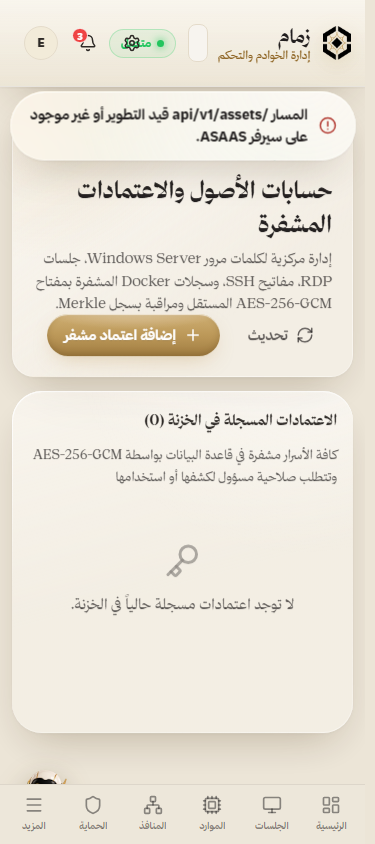 زمام
إدارة الخوادم والتحكم
متصل
3
E
المسار /api/v1/assets قيد التطوير أو غير موجود
على سيرفر ASAAS.
حسابات الأصول والاعتمادات
المشفرة
إدارة مركزية لكلمات مرور Windows Server، جلسات
RDP، مفاتيح SSH، وسجلات Docker المشفرة بمفتاح
AES-256-GCM المستقل ومراقبة بسجل Merkle.
تحديث
إضافة اعتماد مشفر
الاعتمادات المسجلة في الخزنة (0)
كافة الأسرار مشفرة في قاعدة البيانات بواسطة AES-256-GCM
وتتطلب صلاحية مسؤول لكشفها أو استخدامها
لا توجد اعتمادات مسجلة حالياً في الخزنة.
الرئيسية
الجلسات
الموارد
المنافذ
الحماية
المزيد